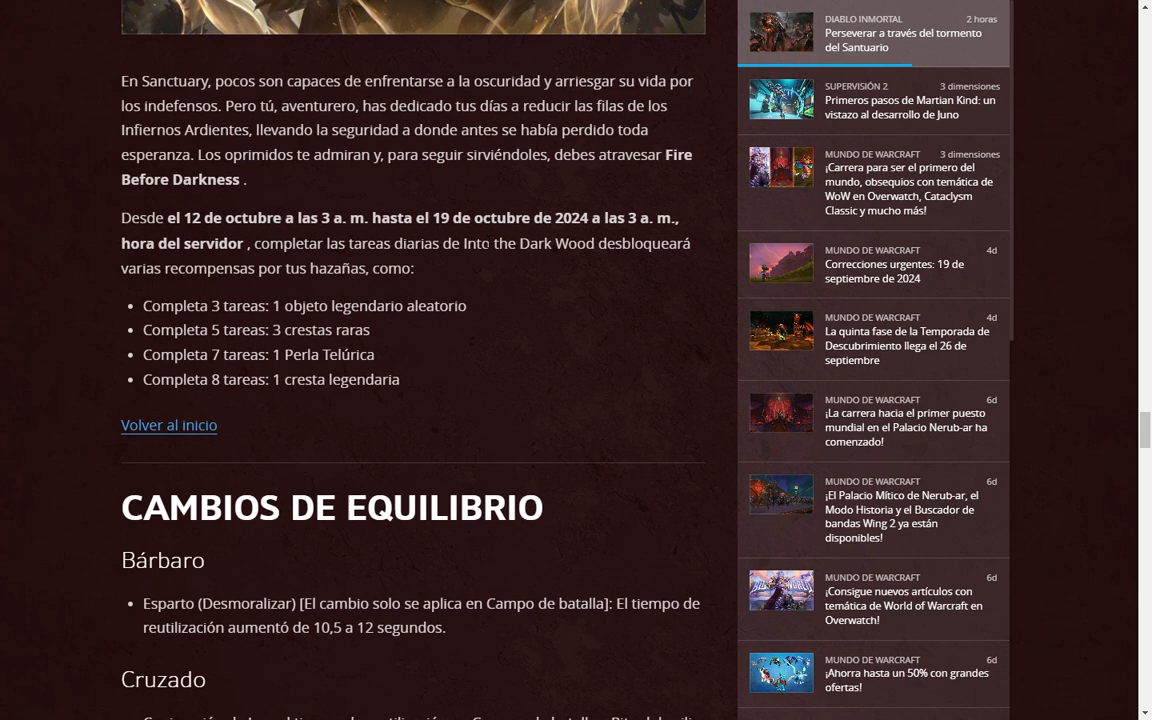 En Sanctuary, pocos son capaces de enfrentarse a la oscuridad y arriesgar su vida por
los indefensos. Pero tú, aventurero, has dedicado tus días a reducir las filas de los
Infiernos Ardientes, llevando la seguridad a donde antes se había perdido toda
esperanza. Los oprimidos te admiran y, para seguir sirviéndoles, debes atravesar Fire
Before Darkness .
Desde el 12 de octubre a las 3 a. m. hasta el 19 de octubre de 2024 a las 3 a. m.,
hora del servidor , completar las tareas diarias de Into the Dark Wood desbloqueará
varias recompensas por tus hazañas, como:
• Completa 3 tareas: 1 objeto legendario aleatorio
• Completa 5 tareas: 3 crestas raras
• Completa 7 tareas: 1 Perla Telúrica
• Completa 8 tareas: 1 cresta legendaria
Volver al inicio
CAMBIOS DE EQUILIBRIO
Bárbaro
• Esparto (Desmoralizar) [El cambio solo se aplica en Campo de batalla]: El tiempo de
reutilización aumentó de 10,5 a 12 segundos.
Cruzado
DIABLO INMORTAL 2 horas
Perseverar a través del tormento
del Santuario
SUPERVISIÓN 2 3 dimensiones
Primeros pasos de Martian Kind: un
vistazo al desarrollo de Juno
MUNDO DE WARCRAFT 3 dimensiones
¡Carrera para ser el primero del
mundo, obsequios con temática de
WoW en Overwatch, Cataclysm
Classic y mucho más!
MUNDO DE WARCRAFT 4d
Correcciones urgentes: 19 de
septiembre de 2024
MUNDO DE WARCRAFT 4d
La quinta fase de la Temporada de
Descubrimiento llega el 26 de
septiembre
MUNDO DE WARCRAFT 6d
¡La carrera hacia el primer puesto
mundial en el Palacio Nerub-ar ha
comenzado!
MUNDO DE WARCRAFT 6d
¡El Palacio Mítico de Nerub-ar, el
Modo Historia y el Buscador de
bandas Wing 2 ya están
disponibles!
MUNDO DE WARCRAFT 6d
¡Consigue nuevos artículos con
temática de World of Warcraft en
Overwatch!
MUNDO DE WARCRAFT 6d
¡Ahorra hasta un 50% con grandes
ofertas!